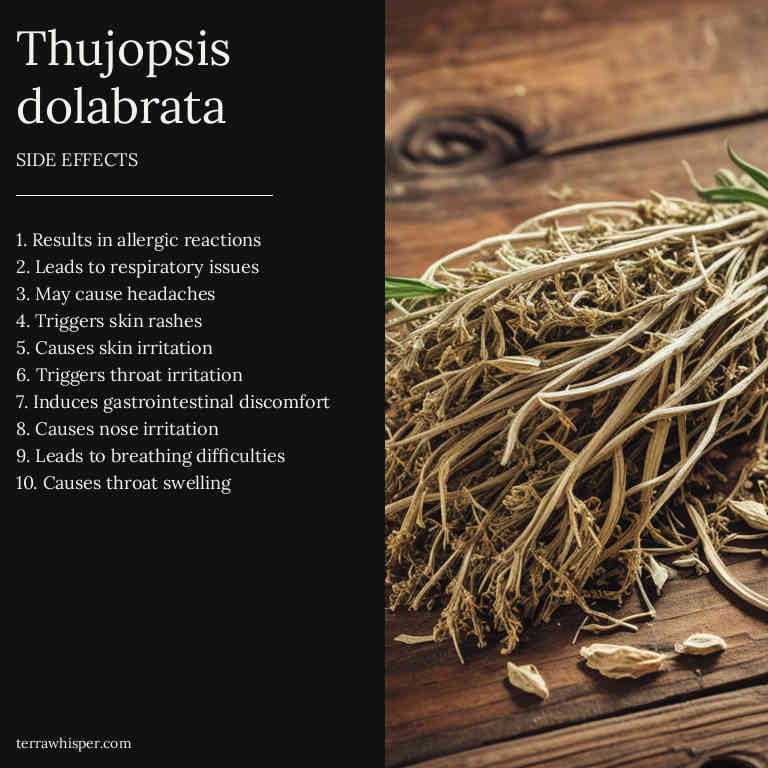 Thujopsis
dolabrata
SIDE EFFECTS
1. Results in allergic reactions
2. Leads to respiratory issues
3. May cause headaches
4. Triggers skin rashes
5. Causes skin irritation
6. Triggers throat irritation
7. Induces gastrointestinal discomfort
8. Causes nose irritation
9. Leads to breathing difficulties
10. Causes throat swelling
terrawhisper.com